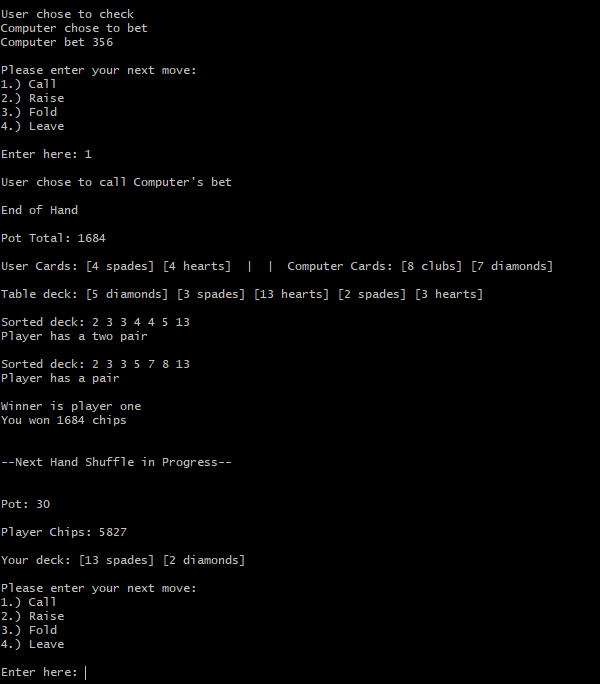 User chose to check
Computer chose to bet
Computer bet 356
Please enter your next move:
1.) Call
2.) Raise
3.) Fold
4.) Leave
Enter here: 1
User chose to call Computer's bet
End of Hand
Pot Total: 1684
User Cards: [4 spades] [4 hearts]  |  |  Computer Cards: [8 clubs] [7 diamonds]
Table deck: [5 diamonds] [3 spades] [13 hearts] [2 spades] [3 hearts]
Sorted deck: 2 3 3 4 4 5 13
Player has a two pair
Sorted deck: 2 3 3 5 7 8 13
Player has a pair
Winner is player one
You won 1684 chips
--Next Hand Shuffle in Progress--
Pot: 30
Player Chips: 5827
Your deck: [13 spades] [2 diamonds]
Please enter your next move:
1.) Call
2.) Raise
3.) Fold
4.) Leave
Enter here: